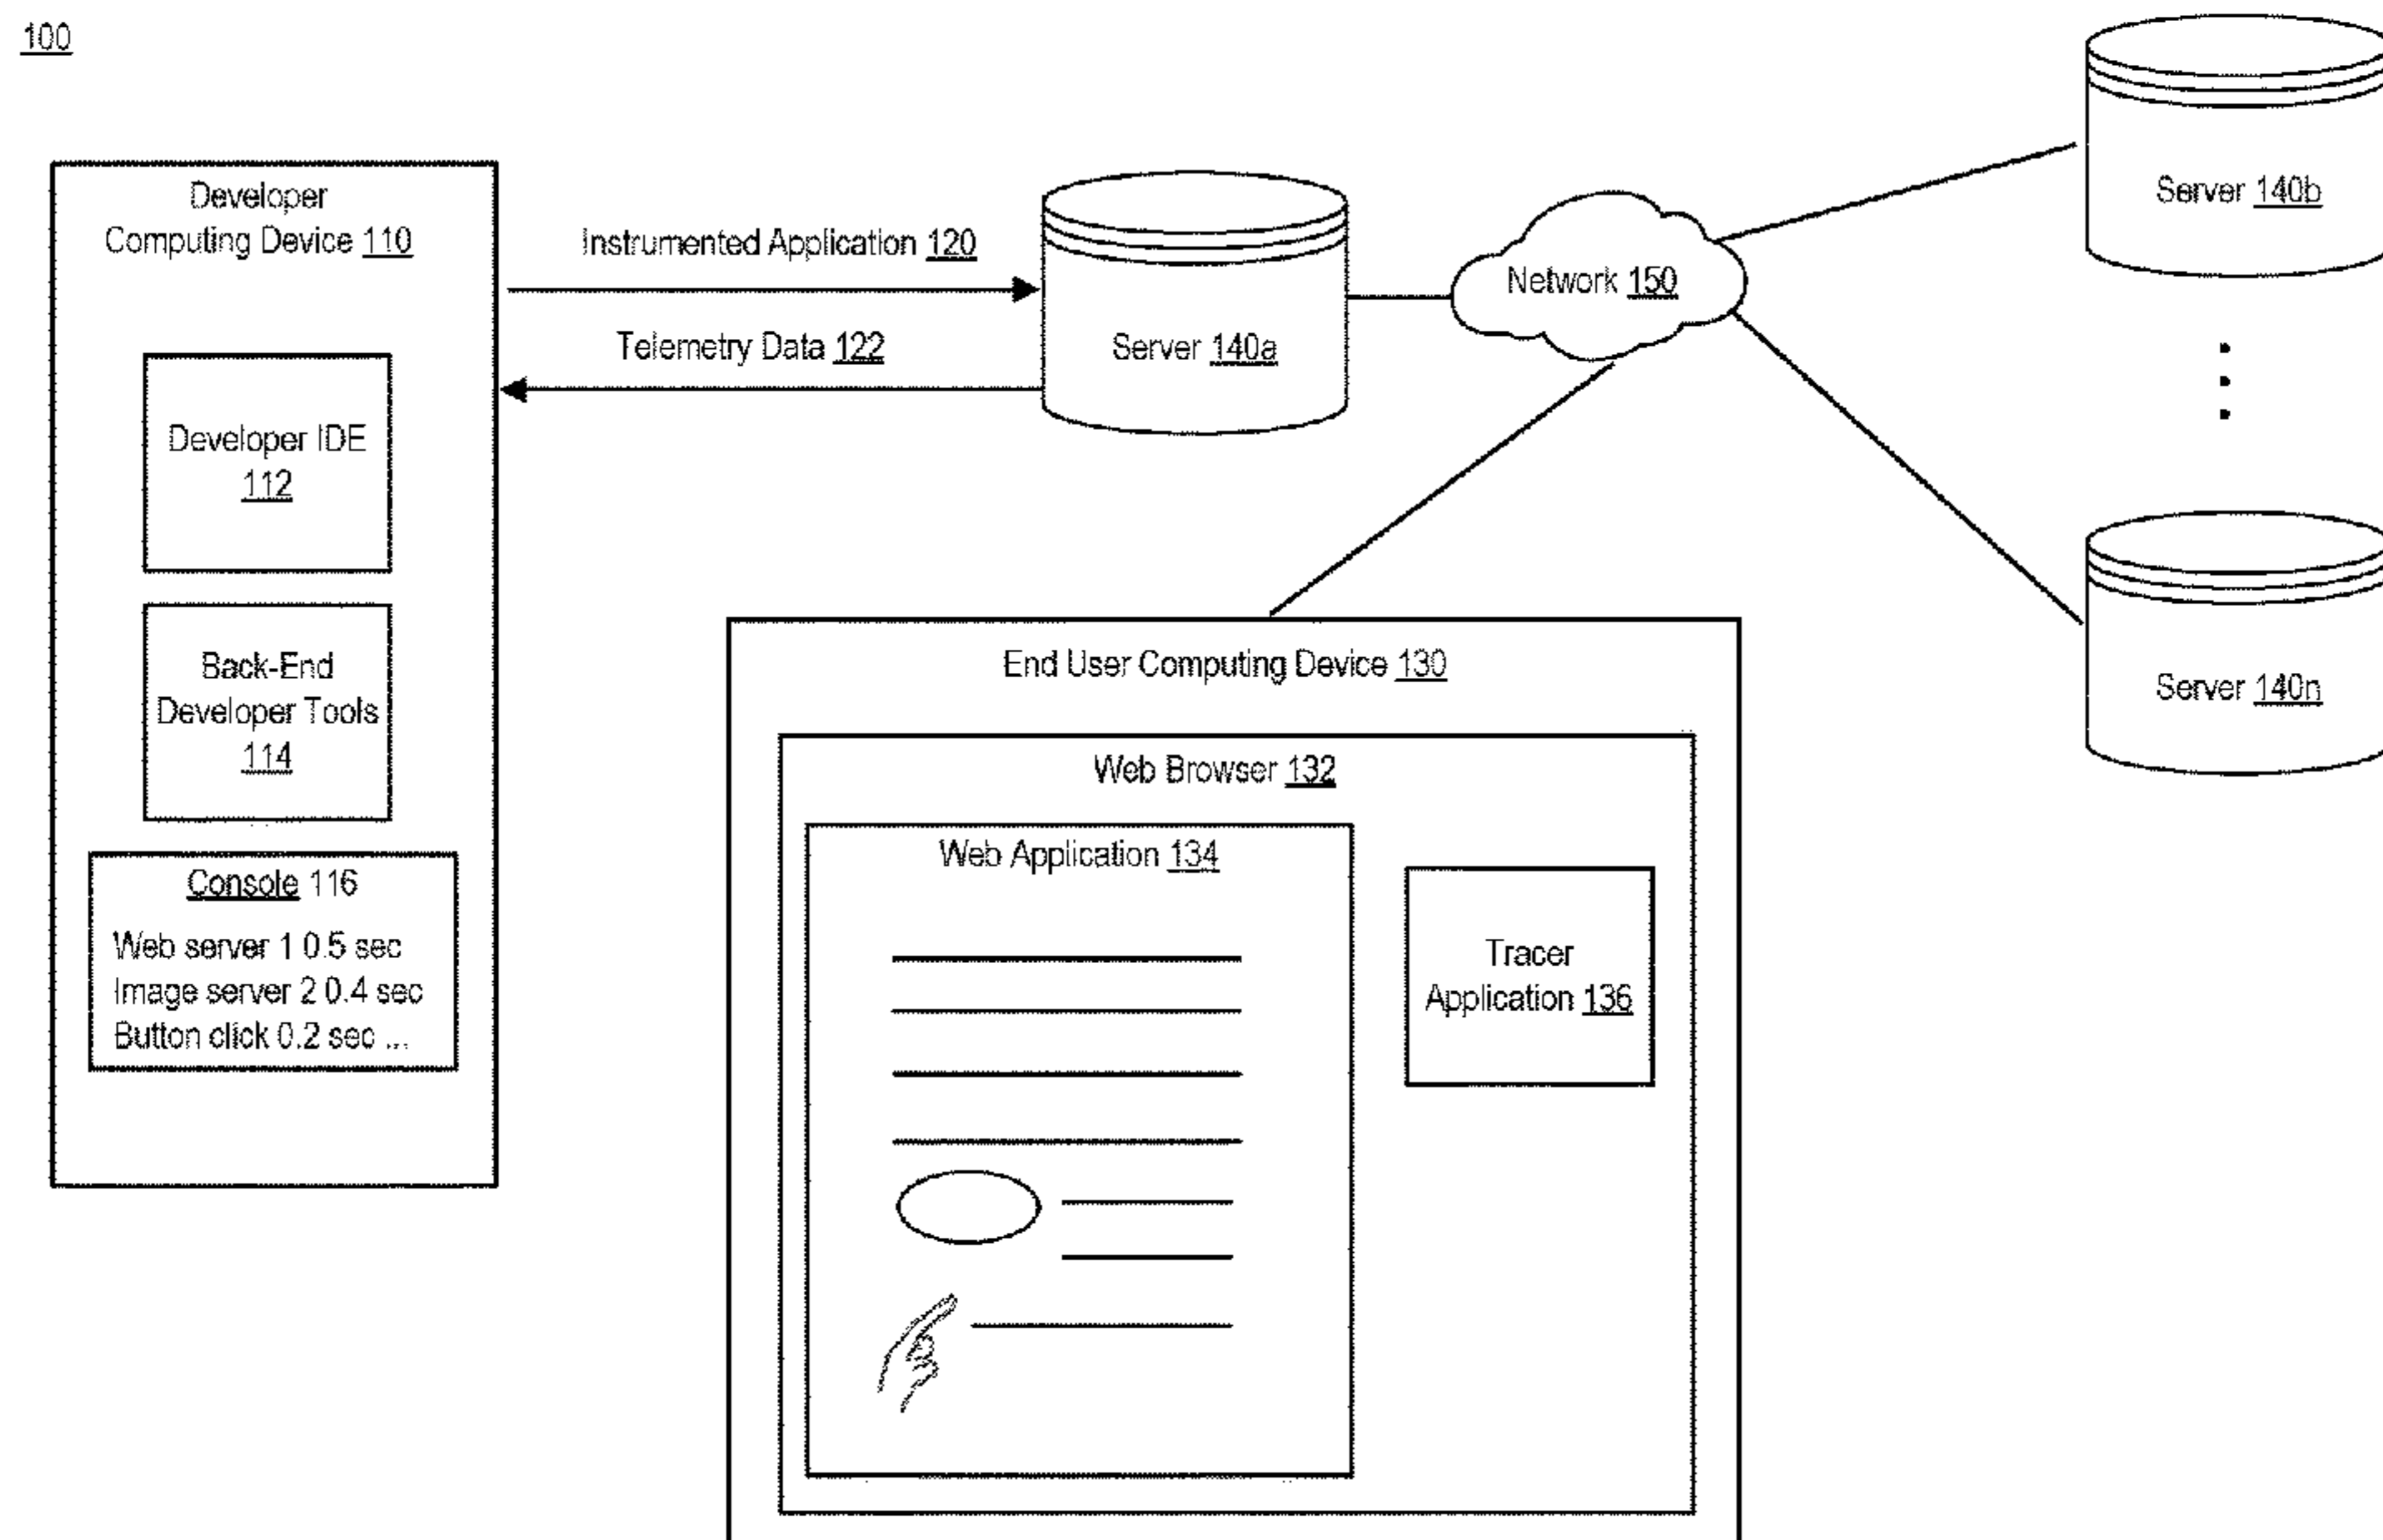 100
Developer
Computing Device 110
Developer IDE
112
Back-End
Developer Tools
114
Console 116
Web server 1 0.5 sec
Image server 2 0.4 sec
Button click 0.2 sec ...
Instrumented Application 120
Telemetry Data 122
Server 140a
Network 150
Server 140b
Server 140n
End User Computing Device 130
Web Browser 132
Web Application 134
Tracer
Application 136